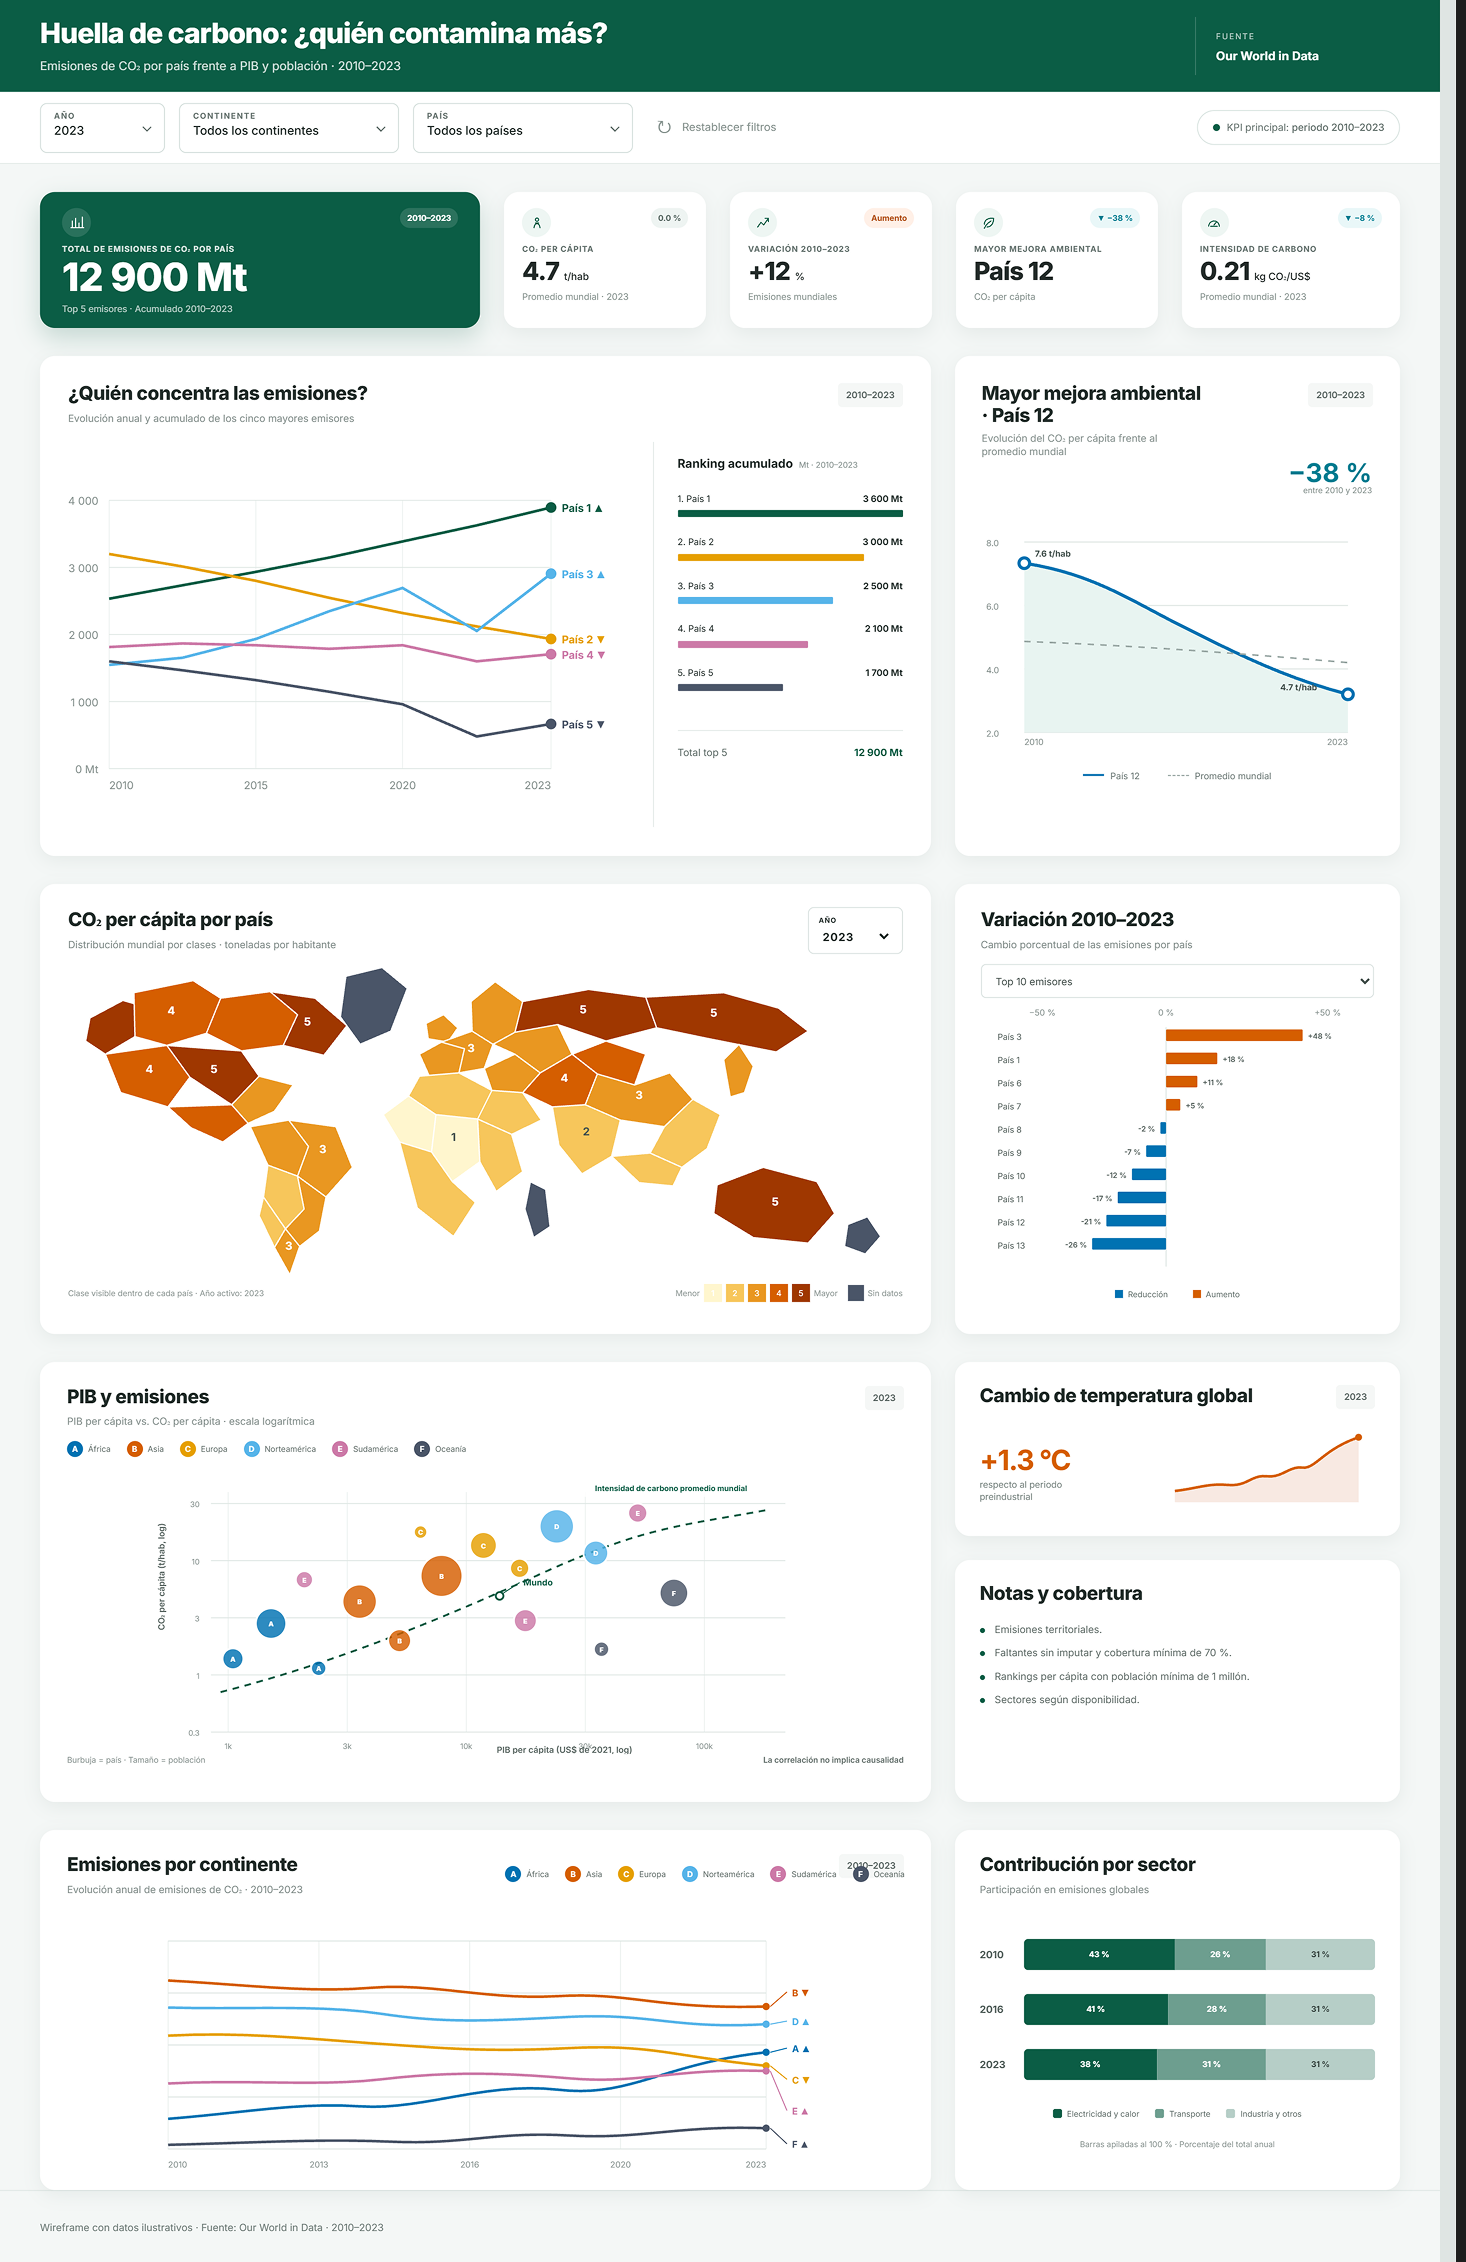 Huella de carbono: ¿quién contamina más?
Emisiones de CO₂ por país frente a PIB y población · 2010–2023
FUENTE
Our World in Data
AÑO
2023
CONTINENTE
Todos los continentes
PAÍS
Todos los países
Restablecer filtros
KPI principal: periodo 2010–2023
2010–2023
TOTAL DE EMISIONES DE CO₂ POR PAÍS
12 900 Mt
Top 5 emisores · Acumulado 2010–2023
0.0 %
CO₂ PER CÁPITA
4.7 t/hab
Promedio mundial · 2023
Aumento
VARIACIÓN 2010–2023
+12 %
Emisiones mundiales
▼ −38 %
MAYOR MEJORA AMBIENTAL
País 12
CO₂ per cápita
▼ −8 %
INTENSIDAD DE CARBONO
0.21 kg CO₂/US$
Promedio mundial · 2023
¿Quién concentra las emisiones?
2010–2023
Evolución anual y acumulado de los cinco mayores emisores
4 000
3 000
2 000
1 000
0 Mt
2010
2015
2020
2023
País 1 ▲
País 3 ▲
País 2 ▼
País 4 ▼
País 5 ▼
Ranking acumulado Mt · 2010–2023
1. País 1 3 600 Mt
2. País 2 3 000 Mt
3. País 3 2 500 Mt
4. País 4 2 100 Mt
5. País 5 1 700 Mt
Total top 5 12 900 Mt
Mayor mejora ambiental
· País 12
2010–2023
Evolución del CO₂ per cápita frente al
promedio mundial
−38 %
entre 2010 y 2023
8.0
6.0
4.0
2.0
7.6 t/hab
4.7 t/hab
2010
2023
País 12
Promedio mundial
CO₂ per cápita por país
Distribución mundial por clases · toneladas por habitante
AÑO
2023
4
5
5
5
4
5
3
4
3
1
2
3
5
3
Clase visible dentro de cada país · Año activo: 2023
Menor
2
3
4
5
Mayor
Sin datos
Variación 2010–2023
Cambio porcentual de las emisiones por país
Top 10 emisores
−50 %
0 %
+50 %
País 3 +48 %
País 1 +18 %
País 6 +11 %
País 7 +5 %
País 8 -2 %
País 9 -7 %
País 10 -12 %
País 11 -17 %
País 12 -21 %
País 13 -26 %
Reducción
Aumento
PIB y emisiones
2023
PIB per cápita vs. CO₂ per cápita · escala logarítmica
A África
B Asia
C Europa
D Norteamérica
E Sudamérica
F Oceanía
Intensidad de carbono promedio mundial
CO₂ per cápita (t/hab, log)
30
10
3
1
0.3
C
E
D
C
D
E
B
C
F
B
Mundo
A
E
B
F
A
A
1k
3k
10k
30k
100k
PIB per cápita (US$ de 2021, log)
Burbuja = país · Tamaño = población
La correlación no implica causalidad
Cambio de temperatura global
2023
+1.3 °C
respecto al periodo
preindustrial
Notas y cobertura
Emisiones territoriales.
Faltantes sin imputar y cobertura mínima de 70 %.
Rankings per cápita con población mínima de 1 millón.
Sectores según disponibilidad.
Emisiones por continente
2010–2023
Evolución anual de emisiones de CO₂ · 2010–2023
A África
B Asia
C Europa
D Norteamérica
E Sudamérica
F Oceanía
B ▼
D ▲
A ▲
C ▼
E ▲
F ▲
2010
2013
2016
2020
2023
Contribución por sector
Participación en emisiones globales
2010 43 % 26 % 31 %
2016 41 % 28 % 31 %
2023 38 % 31 % 31 %
Electricidad y calor
Transporte
Industria y otros
Barras apiladas al 100 % · Porcentaje del total anual
Wireframe con datos ilustrativos · Fuente: Our World in Data · 2010–2023